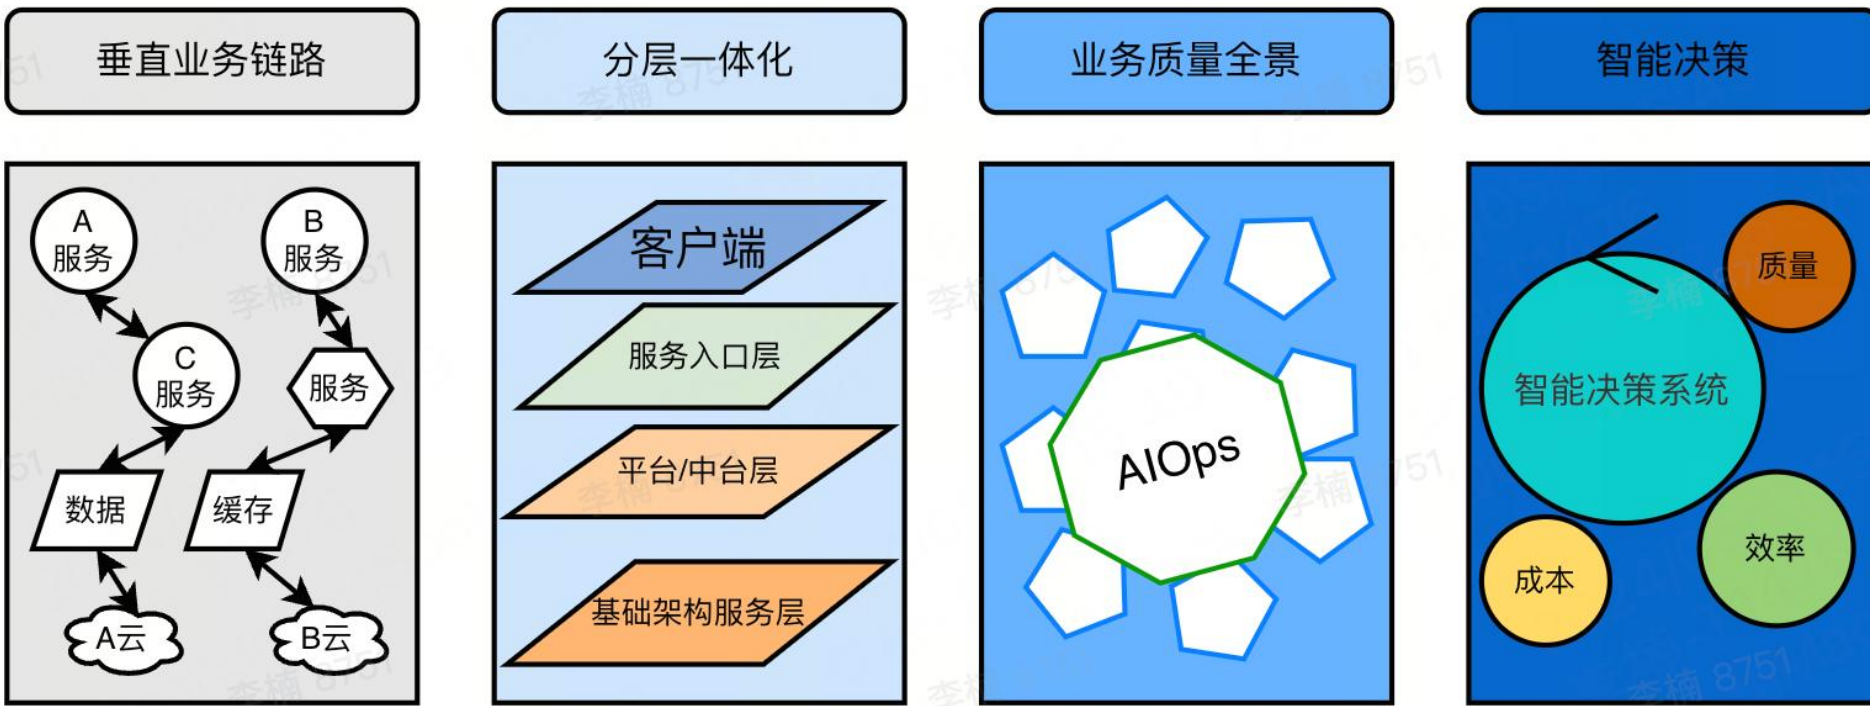 垂直业务链路
分层一体化
业务质量全景
智能决策
A
服务
B
服务
C
服务
服务
数据
缓存
A云
B云
客户端
服务入口层
平台/中台层
基础架构服务层
AIOps
质量
智能决策系统
效率
成本
李楠 8751